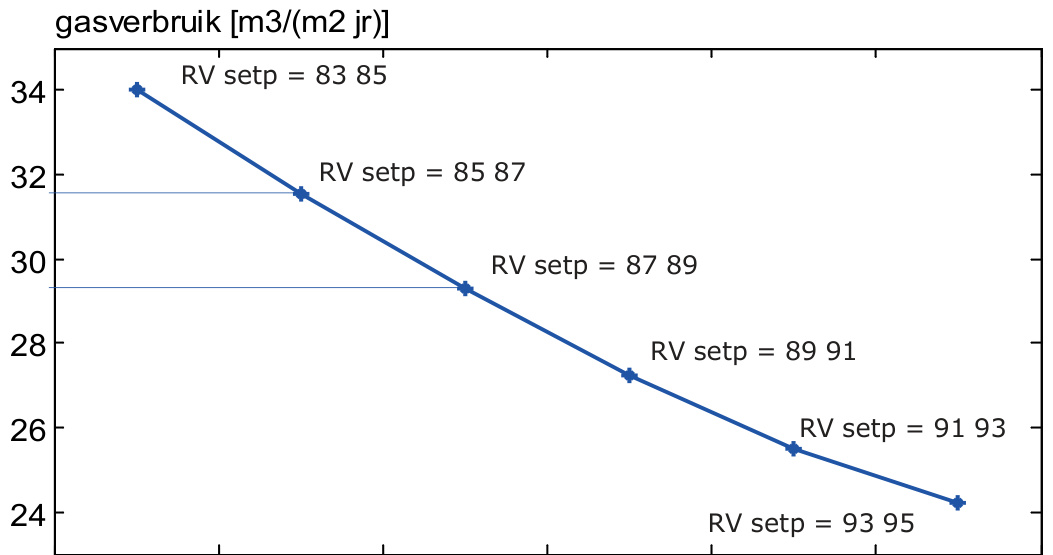 gasverbruik [m3/(m2 jr)]
34
RV setp = 83 85
32
RV setp = 85 87
30
RV setp = 87 89
28
RV setp = 89 91
26
RV setp = 91 93
24
RV setp = 93 95